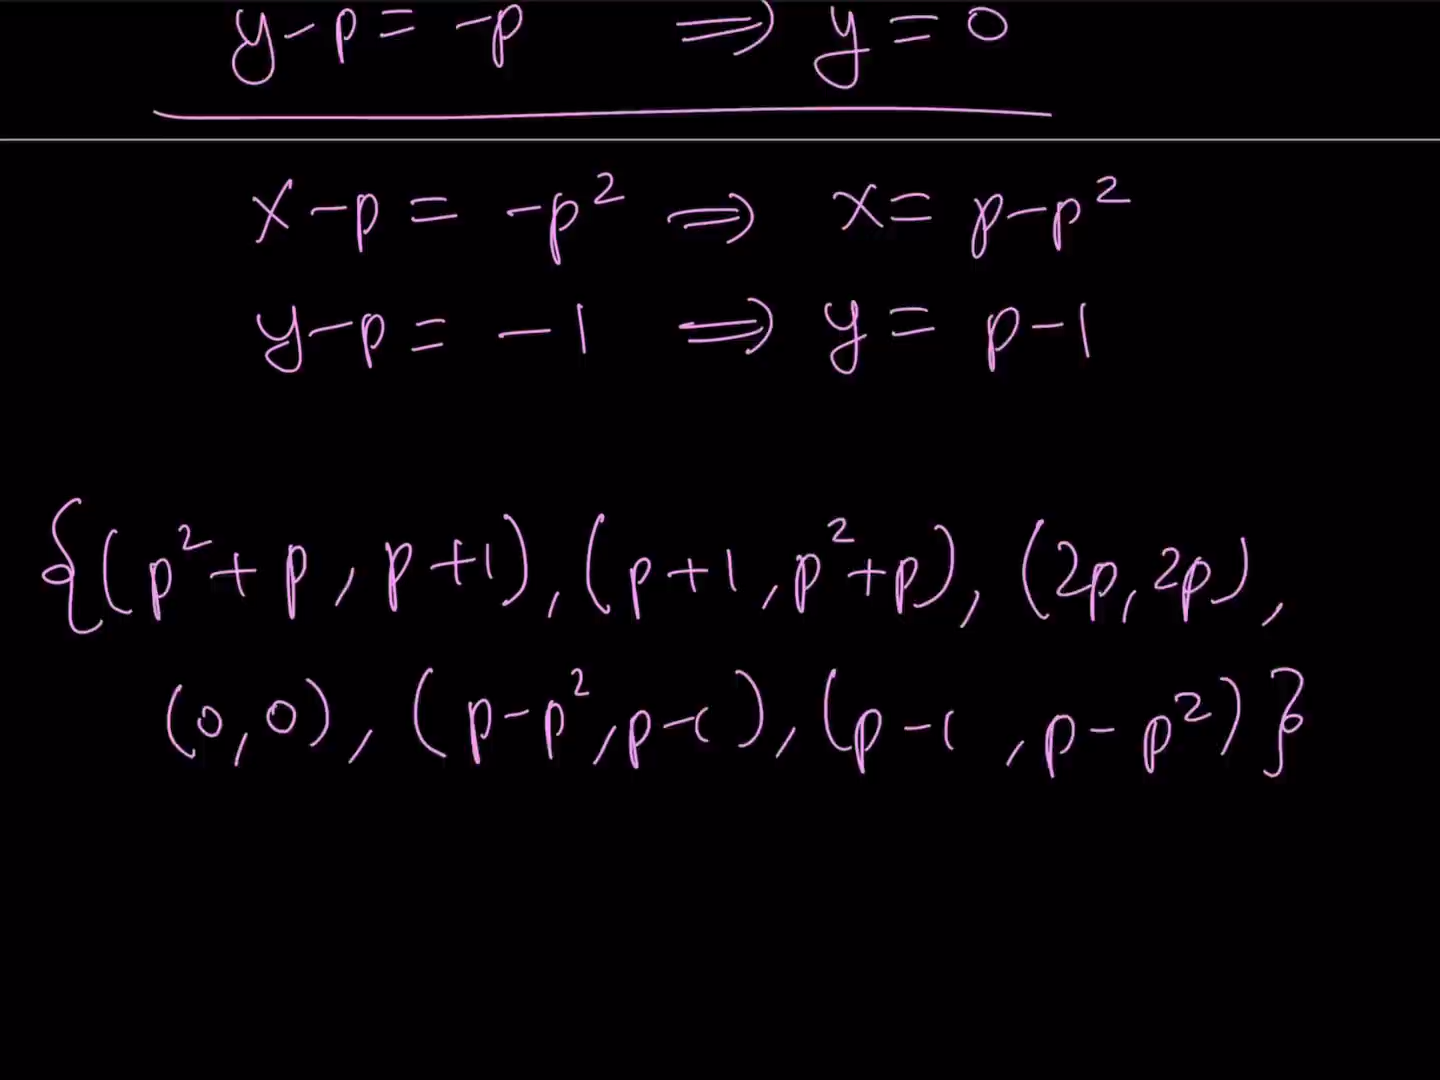 y-p = -p ⟹ y = 0
x-p = -p² ⟹ x = p-p²
y-p = -1 ⟹ y = p-1
{(p²+p, p+1), (p+1, p²+p), (2p, 2p),
(0,0), (p-p², p-1), (p-1, p-p²)}